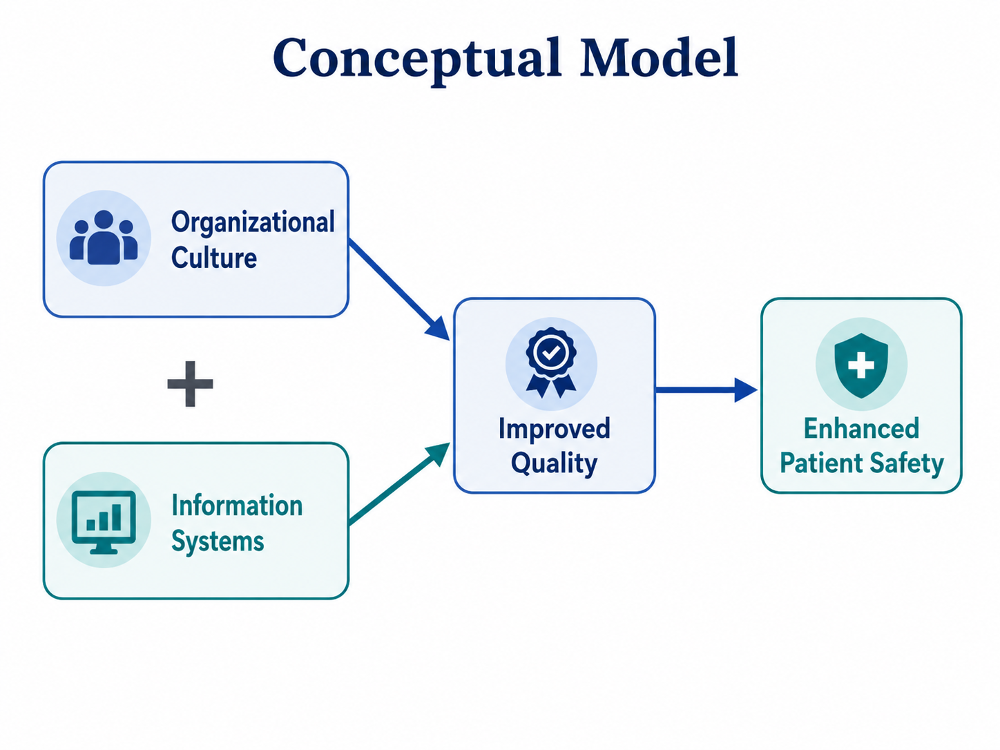 Conceptual Model
Organizational
Culture
+
Information
Systems
Improved
Quality
Enhanced
Patient Safety